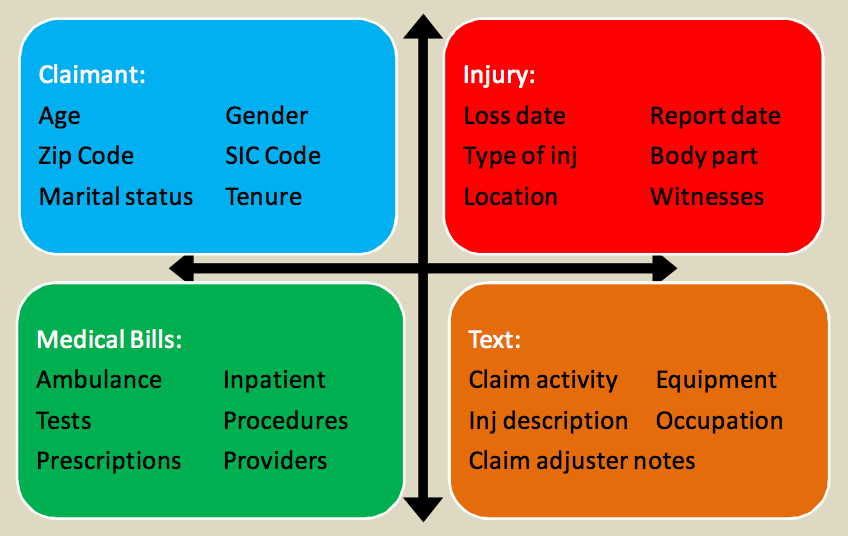 Claimant:
Age Gender
Zip Code SIC Code
Marital status Tenure
Injury:
Loss date Report date
Type of inj Body part
Location Witnesses
Medical Bills:
Ambulance Inpatient
Tests Procedures
Prescriptions Providers
Text:
Claim activity Equipment
Inj description Occupation
Claim adjuster notes